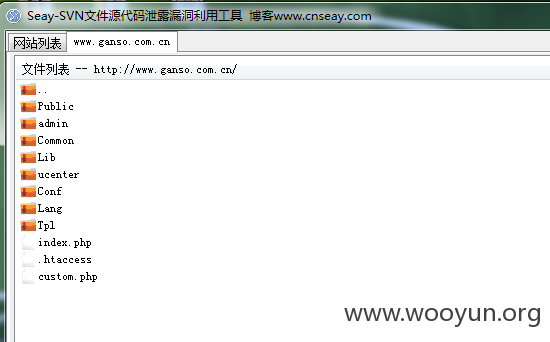 Seay-SVN文件源代码泄露漏洞利用工具 博客www.cnseay.com
网站列表 www.ganso.com.cn
文件列表 -- http://www.ganso.com.cn/
..
Public
admin
Common
Lib
ucenter
Conf
Lang
Tpl
index.php
.htaccess
custom.php
www.wooyun.org